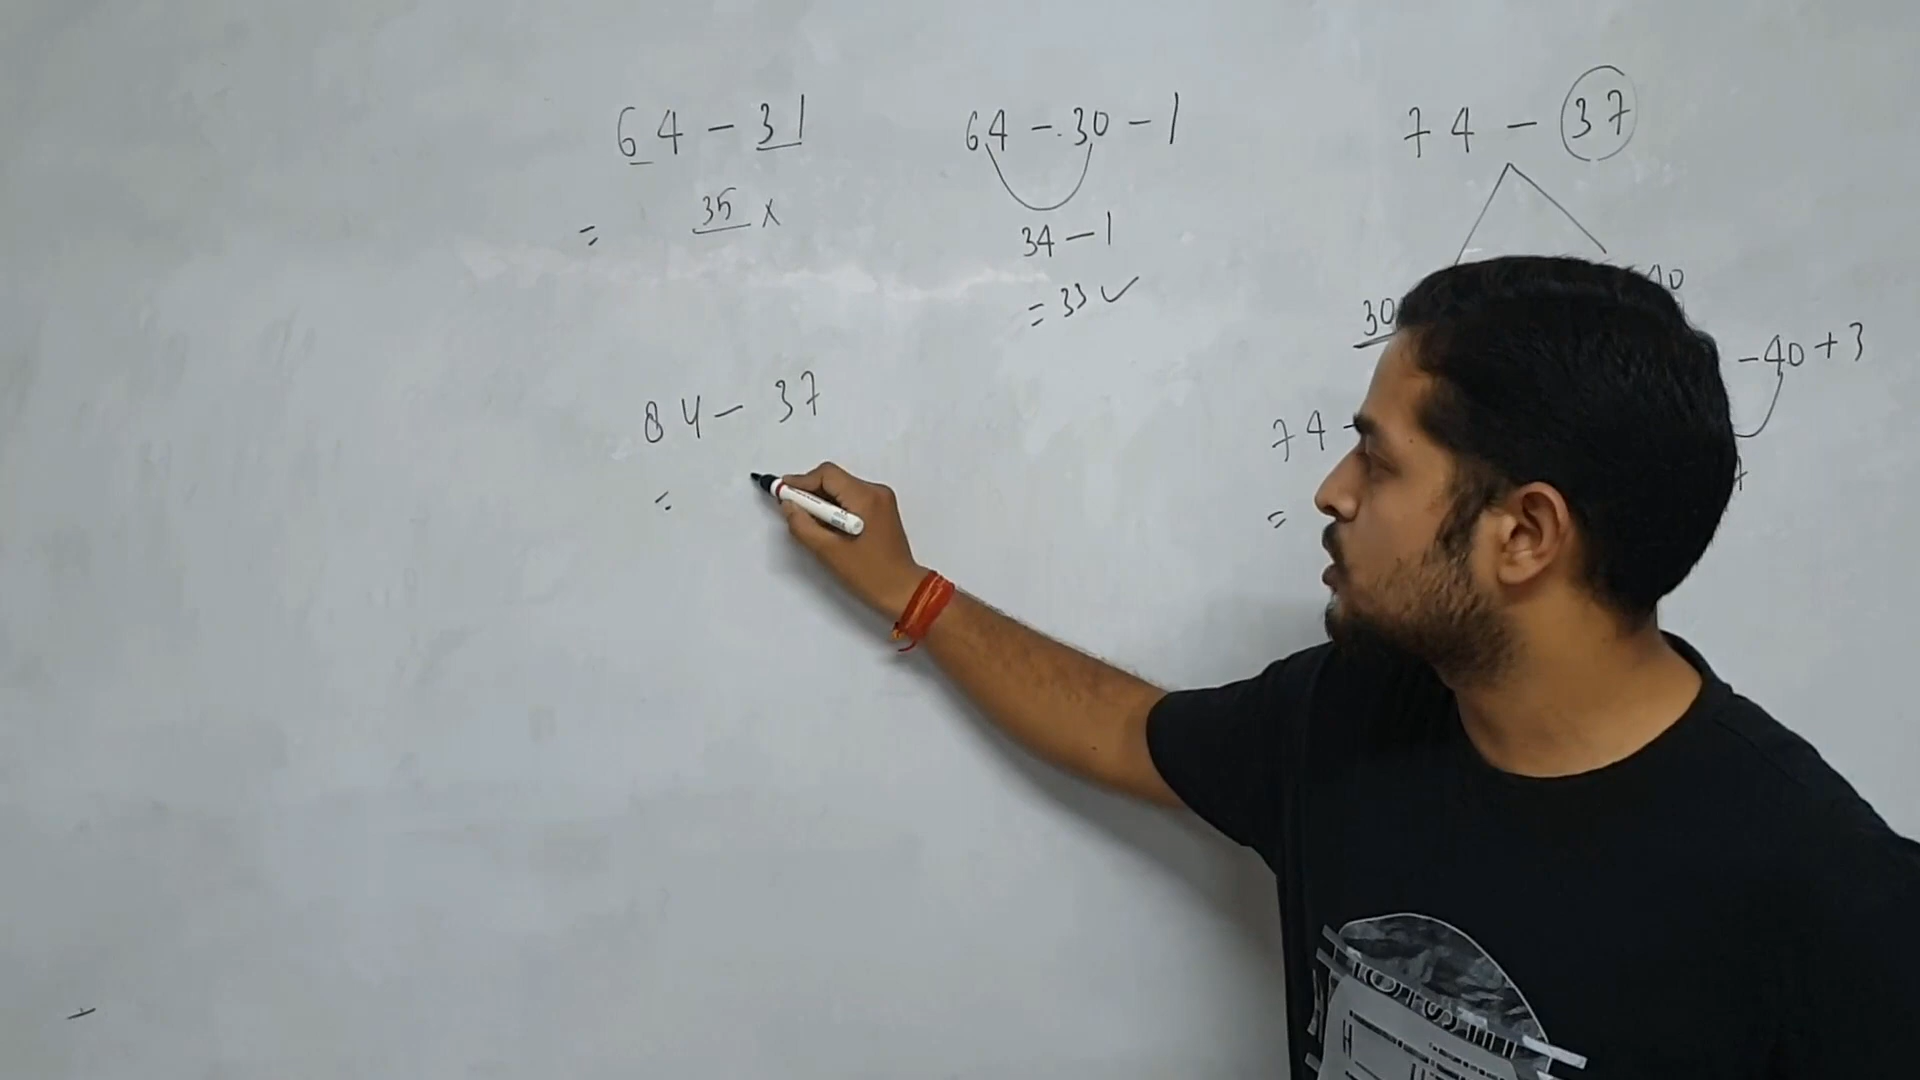 64 - 31
= 35 x
64 - 30 - 1
34 - 1
= 33 ✓
74 - 37
30
40
- 40 + 3
74 -
=
84 - 37
=